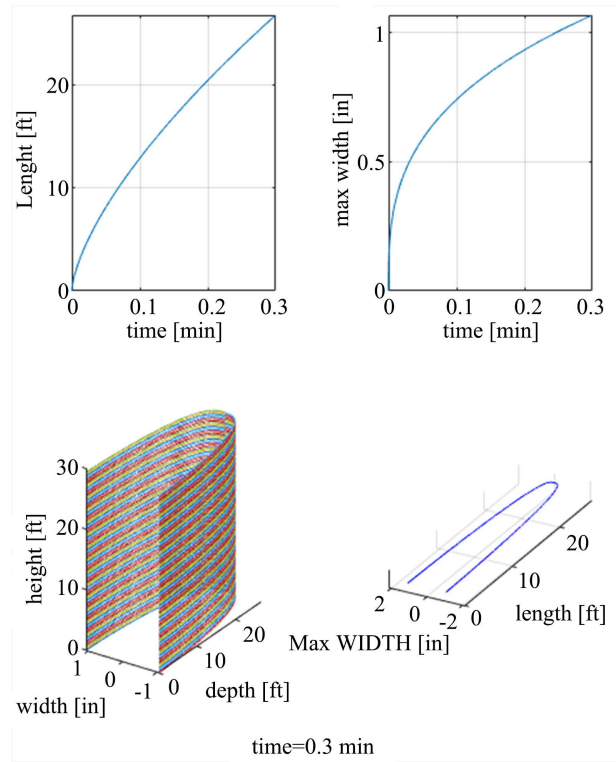 20
10
0
Lenght [ft]
0 0.1 0.2 0.3
time [min]
1
0.5
0
max width [in]
0 0.1 0.2 0.3
time [min]
30
20
10
0
height [ft]
1 0 -1
width [in]
0 10 20
depth [ft]
2 0 -2
Max WIDTH [in]
0 10 20
length [ft]
time=0.3 min